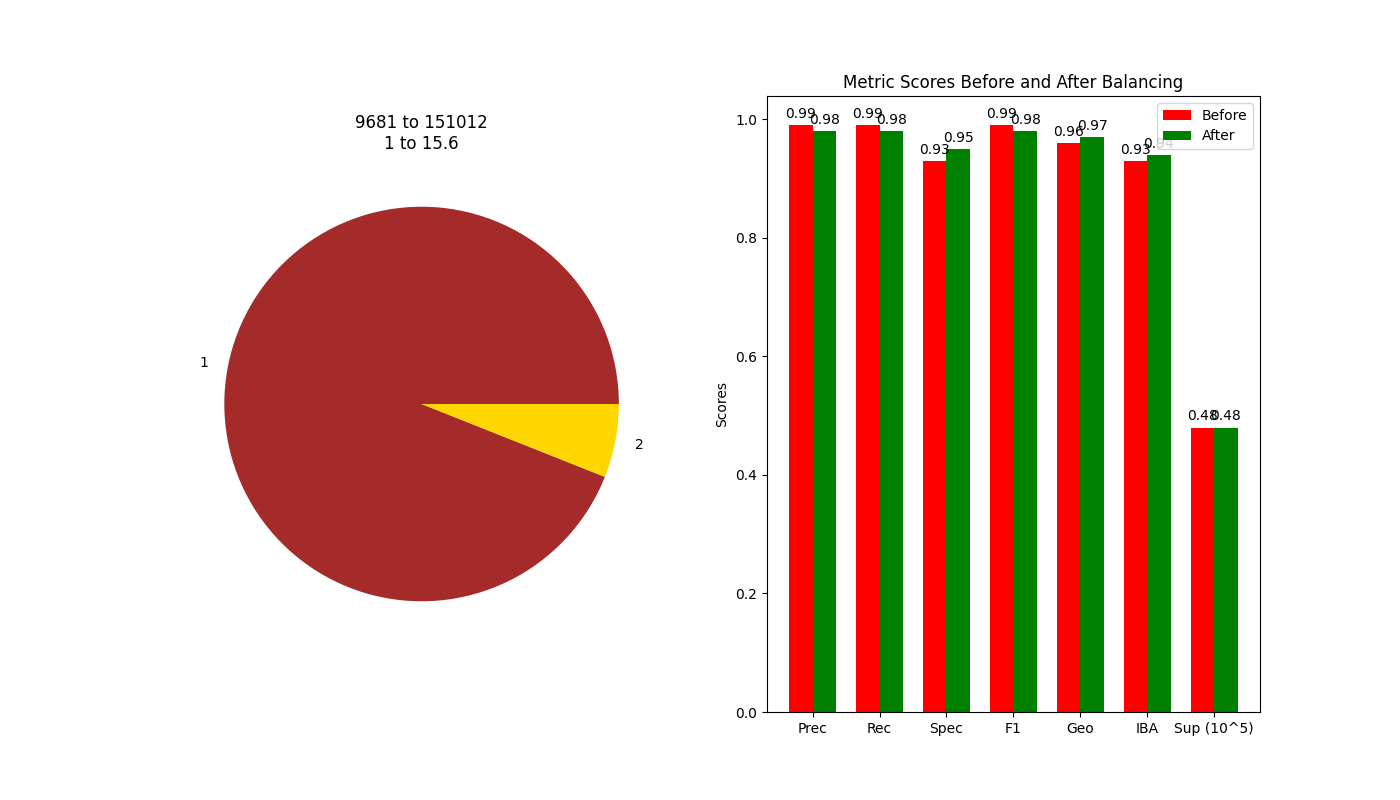 9681 to 151012
1 to 15.6
1
2
Metric Scores Before and After Balancing
Before
After
0.99 0.98 0.99 0.98 0.93 0.95 0.99 0.98 0.96 0.97 0.93 0.94 0.48 0.48
1.0
0.8
0.6
0.4
0.2
0.0
Scores
Prec Rec Spec F1 Geo IBA Sup (10^5)